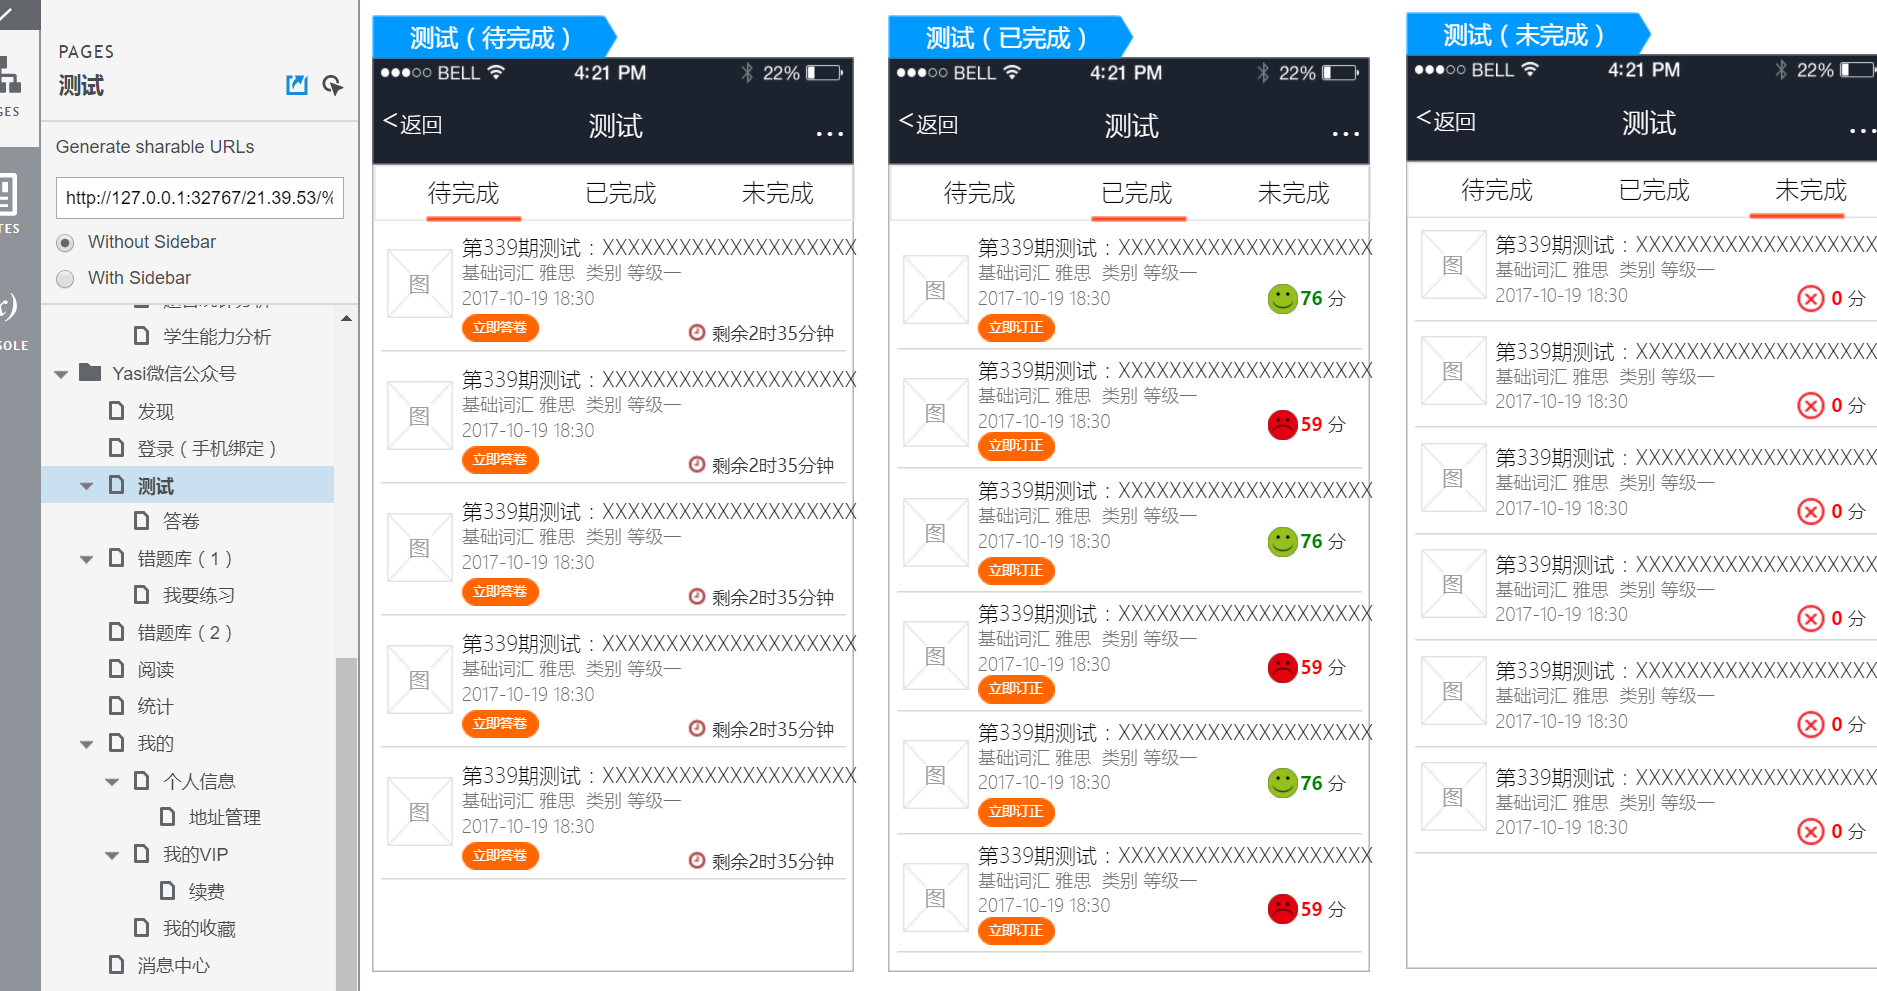 PAGES
测试
GES
TES
SOLE
Generate sharable URLs
http://127.0.0.1:32767/21.39.53/%
Without Sidebar
With Sidebar
学生能力分析
Yasi微信公众号
发现
登录（手机绑定）
测试
答卷
错题库（1）
我要练习
错题库（2）
阅读
统计
我的
个人信息
地址管理
我的VIP
续费
我的收藏
消息中心
测试（待完成）
BELL 4:21 PM 22%
<返回 测试 ...
待完成 已完成 未完成
图
第339期测试：XXXXXXXXXXXXXXXXXXXX
基础词汇 雅思 类别 等级一
2017-10-19 18:30
立即答卷 剩余2时35分钟
图
第339期测试：XXXXXXXXXXXXXXXXXXXX
基础词汇 雅思 类别 等级一
2017-10-19 18:30
立即答卷 剩余2时35分钟
图
第339期测试：XXXXXXXXXXXXXXXXXXXX
基础词汇 雅思 类别 等级一
2017-10-19 18:30
立即答卷 剩余2时35分钟
图
第339期测试：XXXXXXXXXXXXXXXXXXXX
基础词汇 雅思 类别 等级一
2017-10-19 18:30
立即答卷 剩余2时35分钟
图
第339期测试：XXXXXXXXXXXXXXXXXXXX
基础词汇 雅思 类别 等级一
2017-10-19 18:30
立即答卷 剩余2时35分钟
测试（已完成）
BELL 4:21 PM 22%
<返回 测试 ...
待完成 已完成 未完成
图
第339期测试：XXXXXXXXXXXXXXXXXXXX
基础词汇 雅思 类别 等级一
2017-10-19 18:30 76 分
立即订正
图
第339期测试：XXXXXXXXXXXXXXXXXXXX
基础词汇 雅思 类别 等级一
2017-10-19 18:30 59 分
立即订正
图
第339期测试：XXXXXXXXXXXXXXXXXXXX
基础词汇 雅思 类别 等级一
2017-10-19 18:30 76 分
立即订正
图
第339期测试：XXXXXXXXXXXXXXXXXXXX
基础词汇 雅思 类别 等级一
2017-10-19 18:30 59 分
立即订正
图
第339期测试：XXXXXXXXXXXXXXXXXXXX
基础词汇 雅思 类别 等级一
2017-10-19 18:30 76 分
立即订正
图
第339期测试：XXXXXXXXXXXXXXXXXXXX
基础词汇 雅思 类别 等级一
2017-10-19 18:30 59 分
立即订正
测试（未完成）
BELL 4:21 PM 22%
<返回 测试 ...
待完成 已完成 未完成
图
第339期测试：XXXXXXXXXXXXXXXXXXX
基础词汇 雅思 类别 等级一
2017-10-19 18:30 0 分
图
第339期测试：XXXXXXXXXXXXXXXXXXX
基础词汇 雅思 类别 等级一
2017-10-19 18:30 0 分
图
第339期测试：XXXXXXXXXXXXXXXXXXX
基础词汇 雅思 类别 等级一
2017-10-19 18:30 0 分
图
第339期测试：XXXXXXXXXXXXXXXXXXX
基础词汇 雅思 类别 等级一
2017-10-19 18:30 0 分
图
第339期测试：XXXXXXXXXXXXXXXXXXX
基础词汇 雅思 类别 等级一
2017-10-19 18:30 0 分
图
第339期测试：XXXXXXXXXXXXXXXXXXX
基础词汇 雅思 类别 等级一
2017-10-19 18:30 0 分